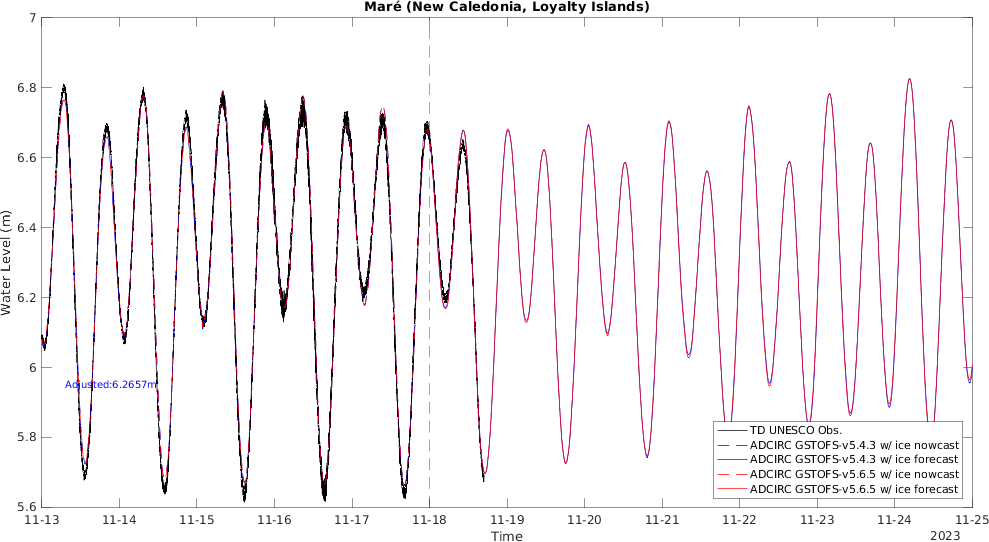 Maré (New Caledonia, Loyalty Islands)
7
6.8
6.6
6.4
6.2
6
5.8
5.6
Water Level (m)
Adjusted:6.2657m
TD UNESCO Obs.
ADCIRC GSTOFS-v5.4.3 w/ ice nowcast
ADCIRC GSTOFS-v5.4.3 w/ ice forecast
ADCIRC GSTOFS-v5.6.5 w/ ice nowcast
ADCIRC GSTOFS-v5.6.5 w/ ice forecast
11-13 11-14 11-15 11-16 11-17 11-18 11-19 11-20 11-21 11-22 11-23 11-24 11-25
Time
2023